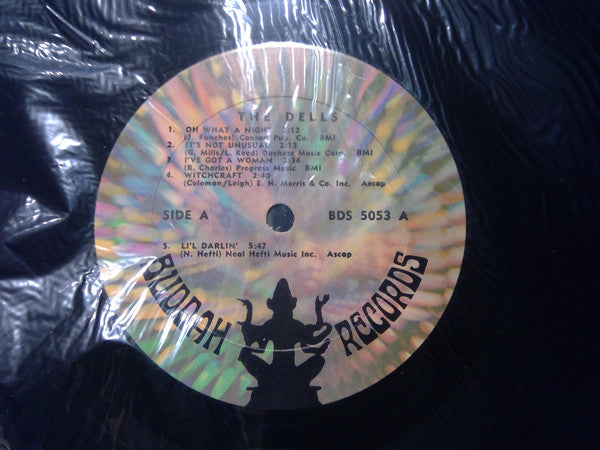 THE DELLS
1. OH WHAT A NIGHT 2:12
(J. Funches) Conrad Pub. Co. BMI
2. IT'S NOT UNUSUAL 2:13
(G. Mills/L. Reed) Duchess Music Corp. BMI
3. I'VE GOT A WOMAN 3:34
(R. Charles) Progress Music BMI
4. WITCHCRAFT 2:40
(Coleman/Leigh) E. H. Morris & Co. Inc. Ascap
SIDE A BDS 5053 A
5. LI'L DARLIN' 5:47
(N. Hefti) Neal Hefti Music Inc. Ascap
BUDDAH RECORDS